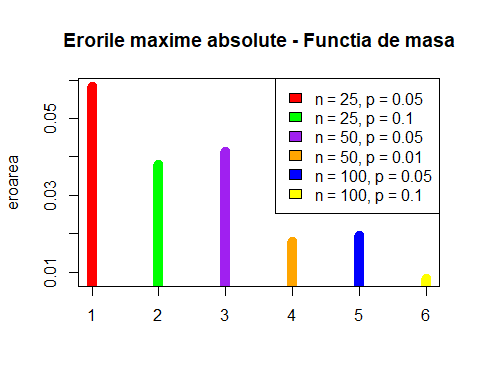 Erorile maxime absolute - Functia de masa
eroarea
0.05
0.03
0.01
n = 25, p = 0.05
n = 25, p = 0.1
n = 50, p = 0.05
n = 50, p = 0.01
n = 100, p = 0.05
n = 100, p = 0.1
1 2 3 4 5 6